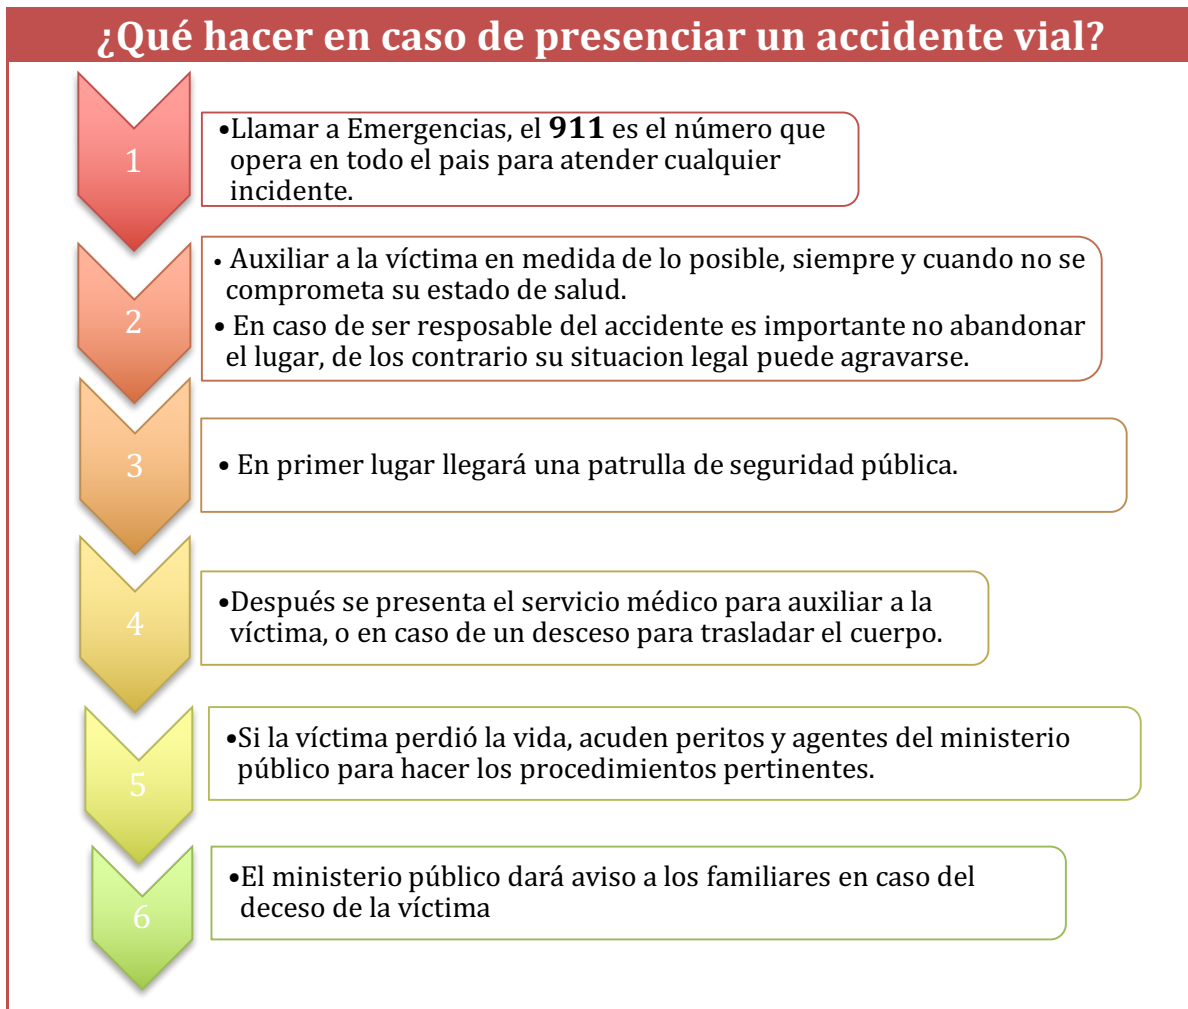 ¿Qué hacer en caso de presenciar un accidente vial?
1
•Llamar a Emergencias, el 911 es el número que
opera en todo el pais para atender cualquier
incidente.
2
• Auxiliar a la víctima en medida de lo posible, siempre y cuando no se
comprometa su estado de salud.
• En caso de ser resposable del accidente es importante no abandonar
el lugar, de los contrario su situacion legal puede agravarse.
3
• En primer lugar llegará una patrulla de seguridad pública.
4
•Después se presenta el servicio médico para auxiliar a la
víctima, o en caso de un desceso para trasladar el cuerpo.
5
•Si la víctima perdió la vida, acuden peritos y agentes del ministerio
público para hacer los procedimientos pertinentes.
6
•El ministerio público dará aviso a los familiares en caso del
deceso de la víctima